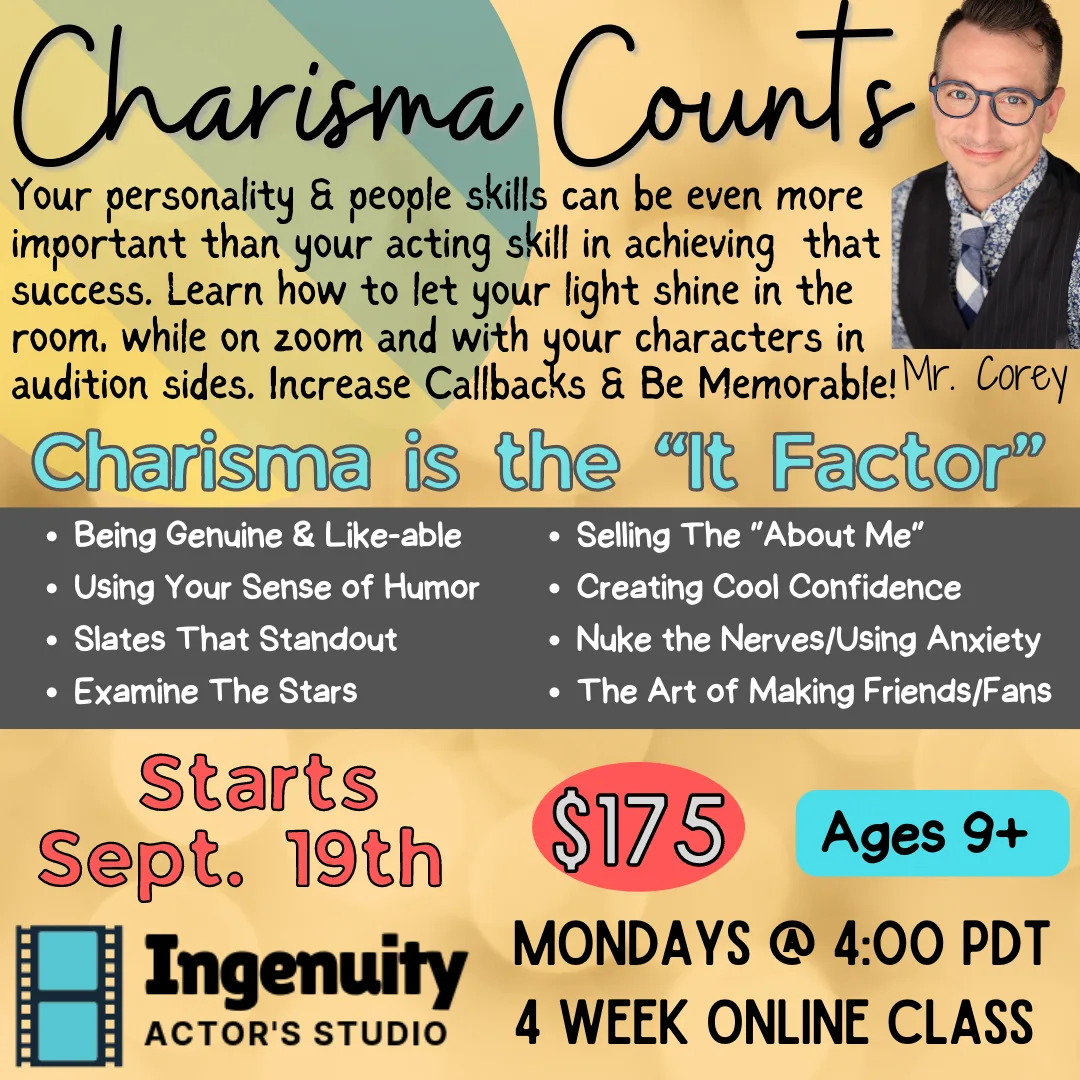 Charisma Counts
Your personality & people skills can be even more
important than your acting skill in achieving that
success. Learn how to let your light shine in the
room, while on zoom and with your characters in
audition sides. Increase Callbacks & Be Memorable!
Mr. Corey
Charisma is the “It Factor”
• Being Genuine & Like-able
• Using Your Sense of Humor
• Slates That Standout
• Examine The Stars
• Selling The "About Me"
• Creating Cool Confidence
• Nuke the Nerves/Using Anxiety
• The Art of Making Friends/Fans
Starts
Sept. 19th
$175
Ages 9+
Ingenuity
ACTOR'S STUDIO
MONDAYS @ 4:00 PDT
4 WEEK ONLINE CLASS